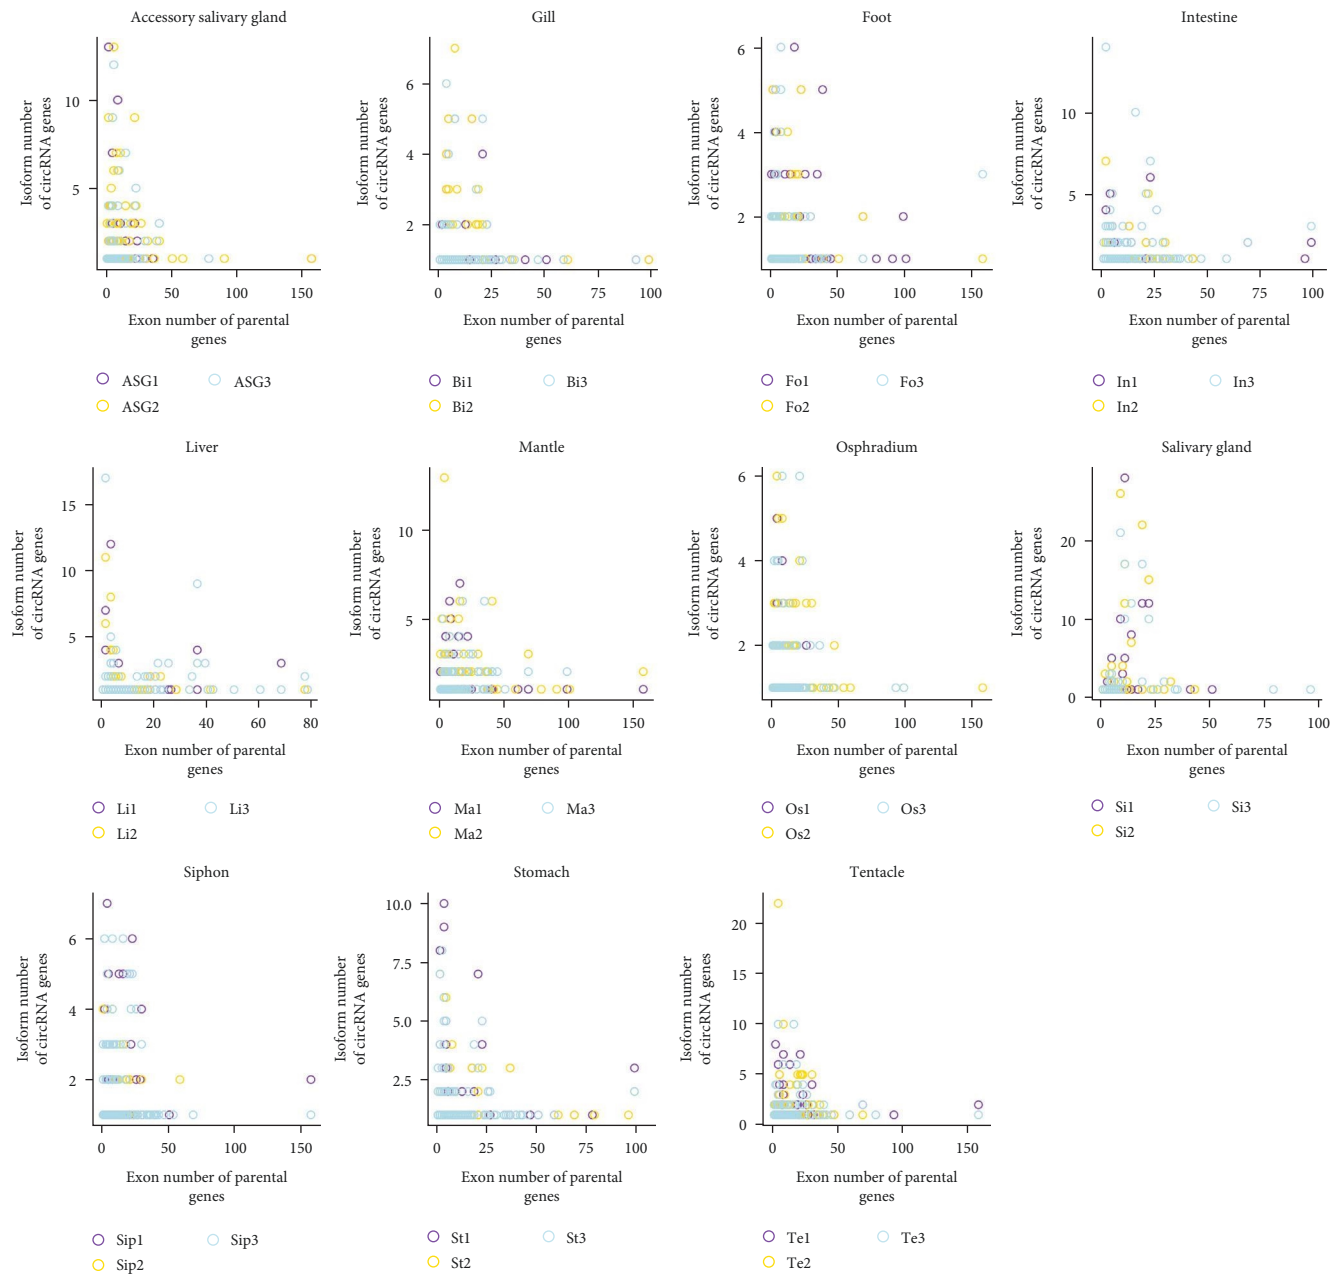 Accessory salivary gland
Isoform number
of circRNA genes
10
5
0
50
100
150
Exon number of parental
genes
ASG1
ASG3
ASG2
Gill
Isoform number
of circRNA genes
6
4
2
0
25
50
75
100
Exon number of parental
genes
Bi1
Bi3
Bi2
Foot
Isoform number
of circRNA genes
6
4
2
0
50
100
150
Exon number of parental
genes
Fo1
Fo3
Fo2
Intestine
Isoform number
of circRNA genes
10
5
0
25
50
75
100
Exon number of parental
genes
In1
In3
In2
Liver
Isoform number
of circRNA genes
15
10
5
0
20
40
60
80
Exon number of parental
genes
Li1
Li3
Li2
Mantle
Isoform number
of circRNA genes
10
5
0
50
100
150
Exon number of parental
genes
Ma1
Ma3
Ma2
Osphradium
Isoform number
of circRNA genes
6
4
2
0
50
100
150
Exon number of parental
genes
Os1
Os3
Os2
Salivary gland
Isoform number
of circRNA genes
20
10
0
0
25
50
75
100
Exon number of parental
genes
Si1
Si3
Si2
Siphon
Isoform number
of circRNA genes
6
4
2
0
50
100
150
Exon number of parental
genes
Sip1
Sip3
Sip2
Stomach
Isoform number
of circRNA genes
10.0
7.5
5.0
2.5
0
25
50
75
100
Exon number of parental
genes
St1
St3
St2
Tentacle
Isoform number
of circRNA genes
20
15
10
5
0
0
50
100
150
Exon number of parental
genes
Te1
Te3
Te2